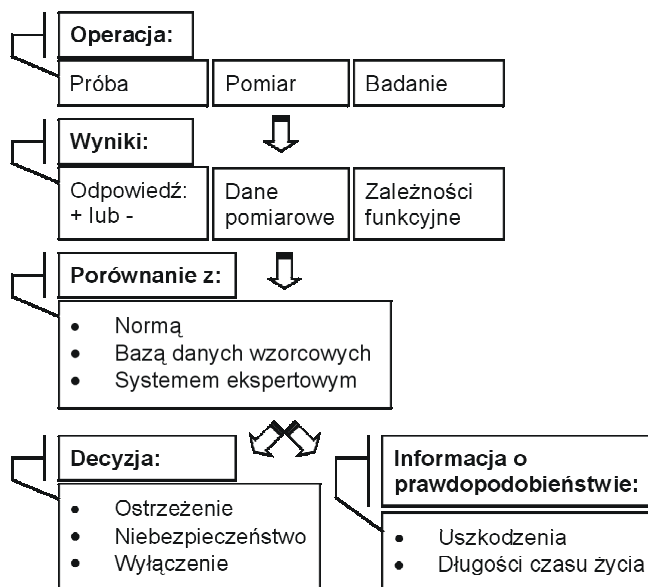 Operacja:
Próba
Pomiar
Badanie
Wyniki:
Odpowiedź:
+ lub -
Dane
pomiarowe
Zależności
funkcyjne
Porównanie z:
• Normą
• Bazą danych wzorcowych
• Systemem ekspertowym
Decyzja:
• Ostrzeżenie
• Niebezpieczeństwo
• Wyłączenie
Informacja o
prawdopodobieństwie:
• Uszkodzenia
• Długości czasu życia